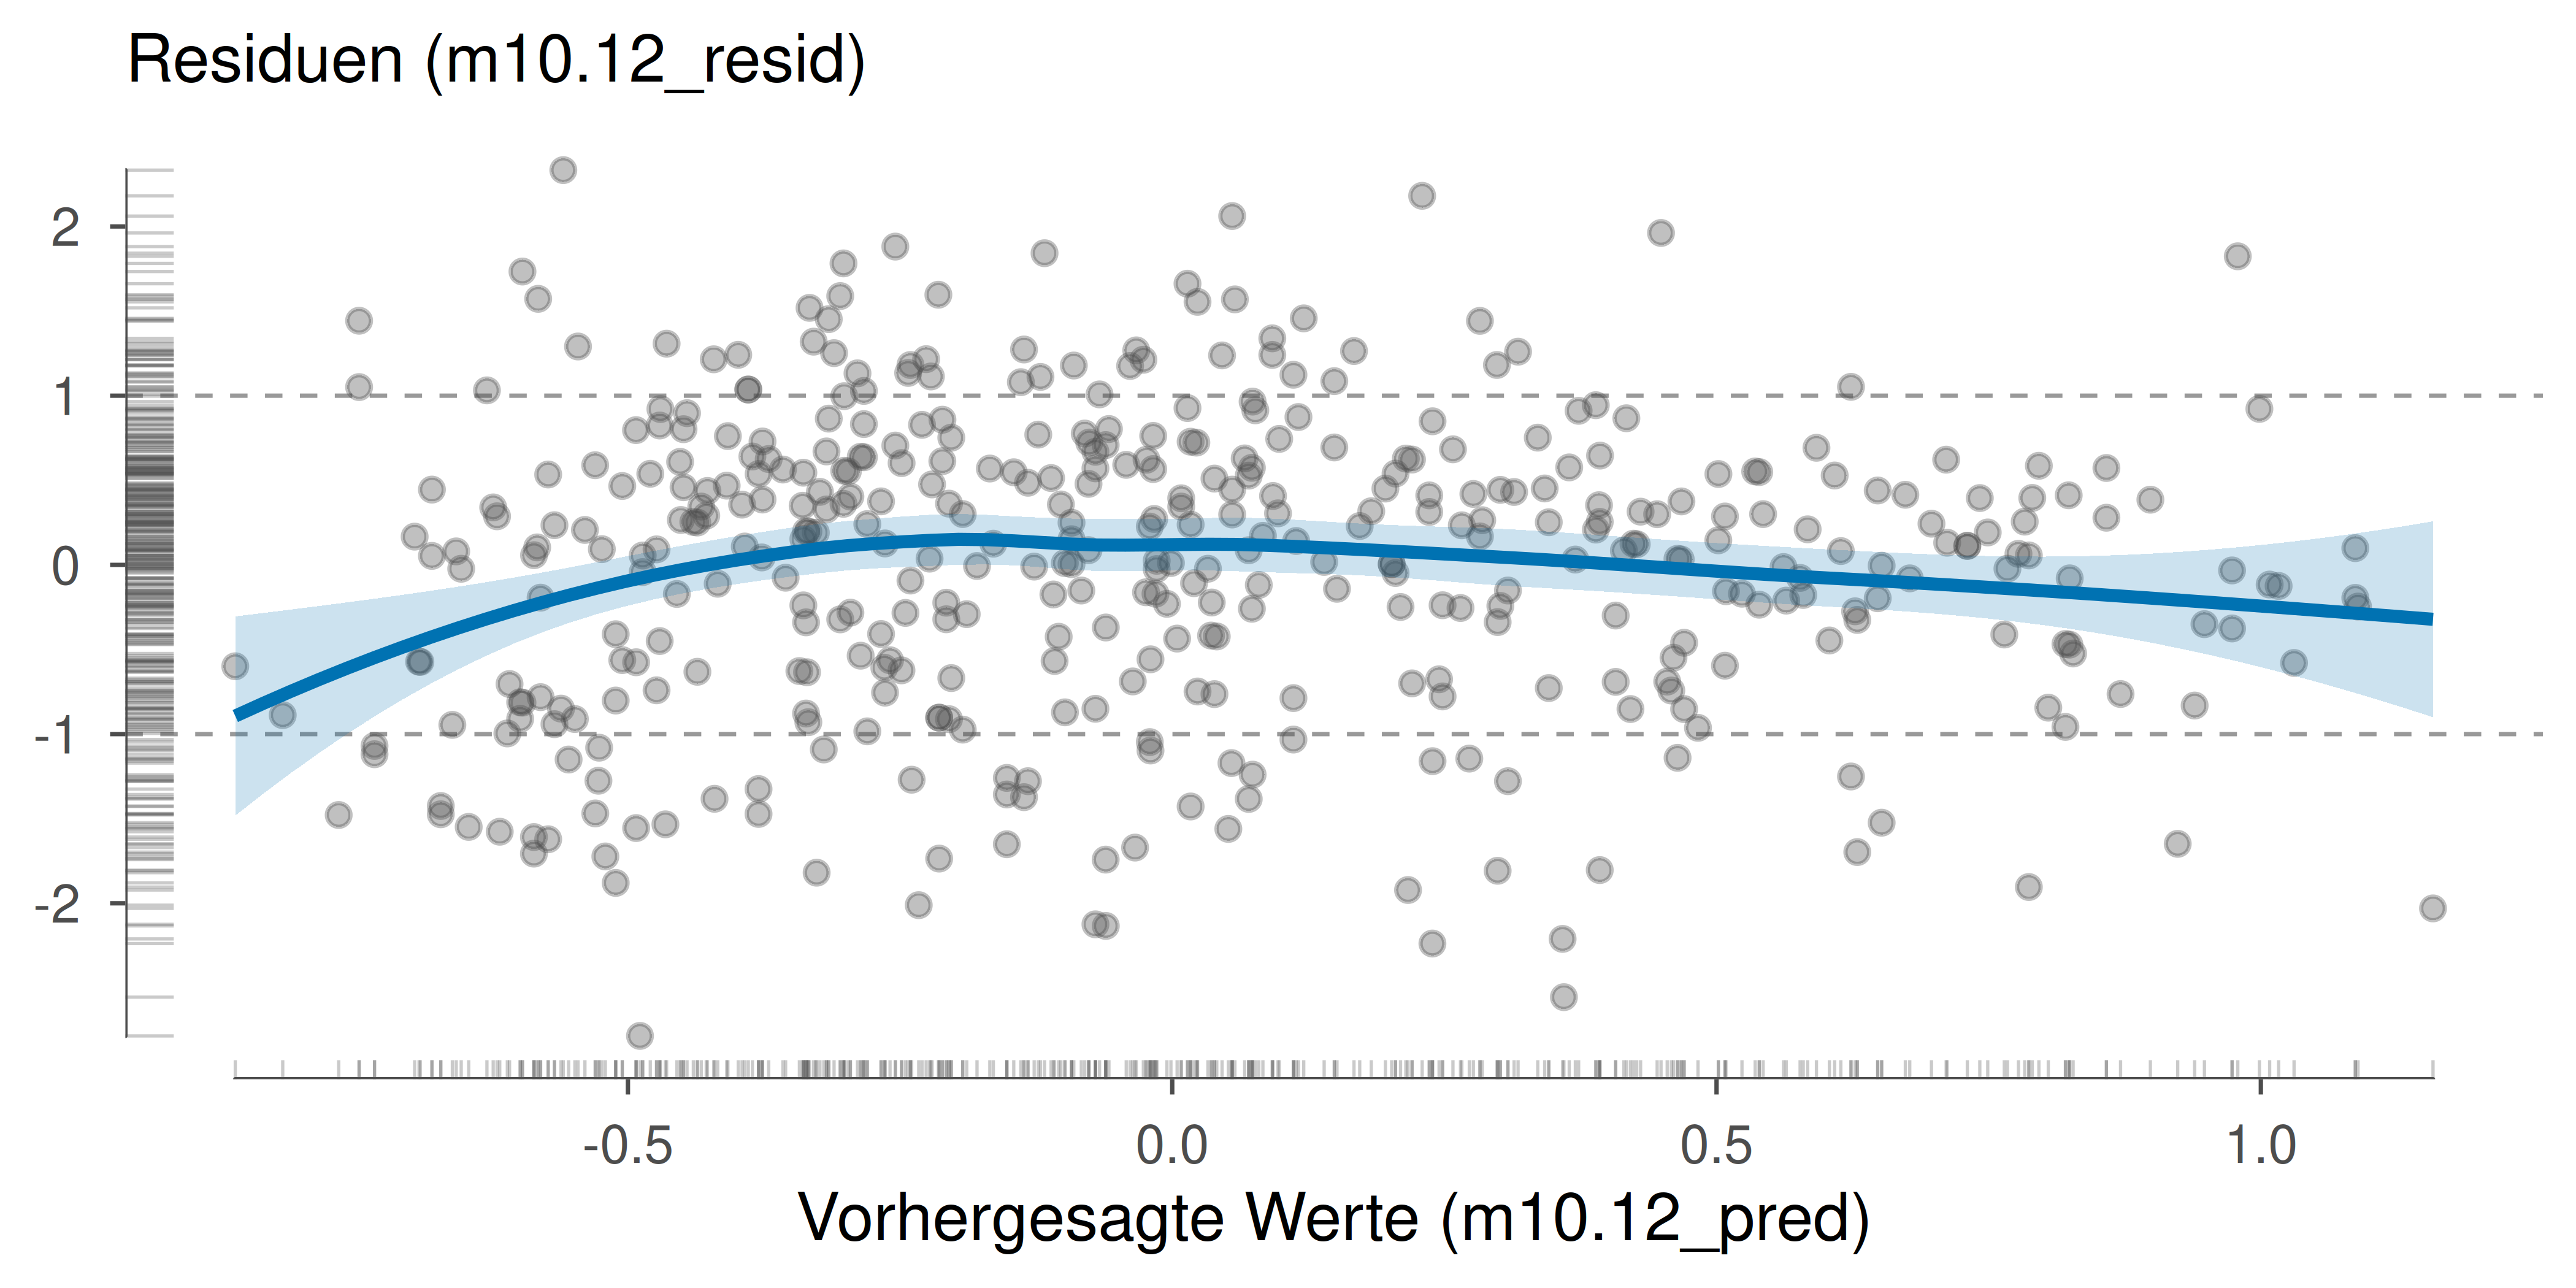 Residuen (m10.12_resid)
2
1
0
-1
-2
-0.5 0.0 0.5 1.0
Vorhergesagte Werte (m10.12_pred)